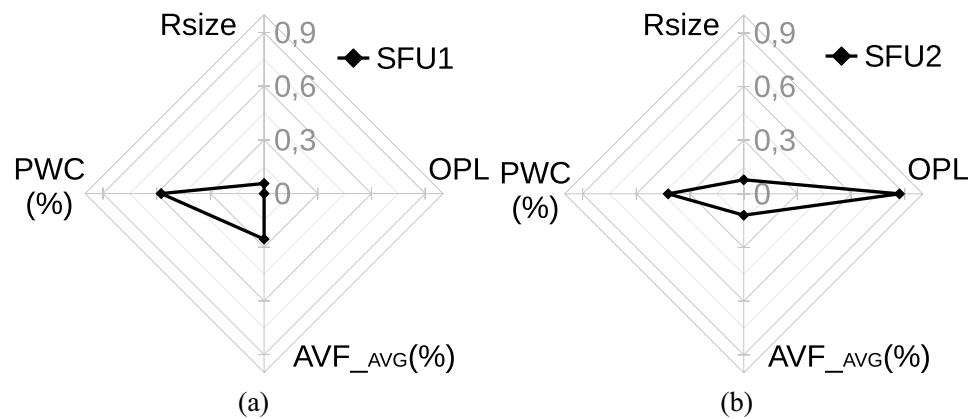 Rsize
0,9
SFU1
0,6
0,3
PWC
(%)
OPL
0
AVF_AVG(%)
(a)
Rsize
0,9
SFU2
0,6
0,3
PWC
(%)
OPL
0
AVF_AVG(%)
(b)